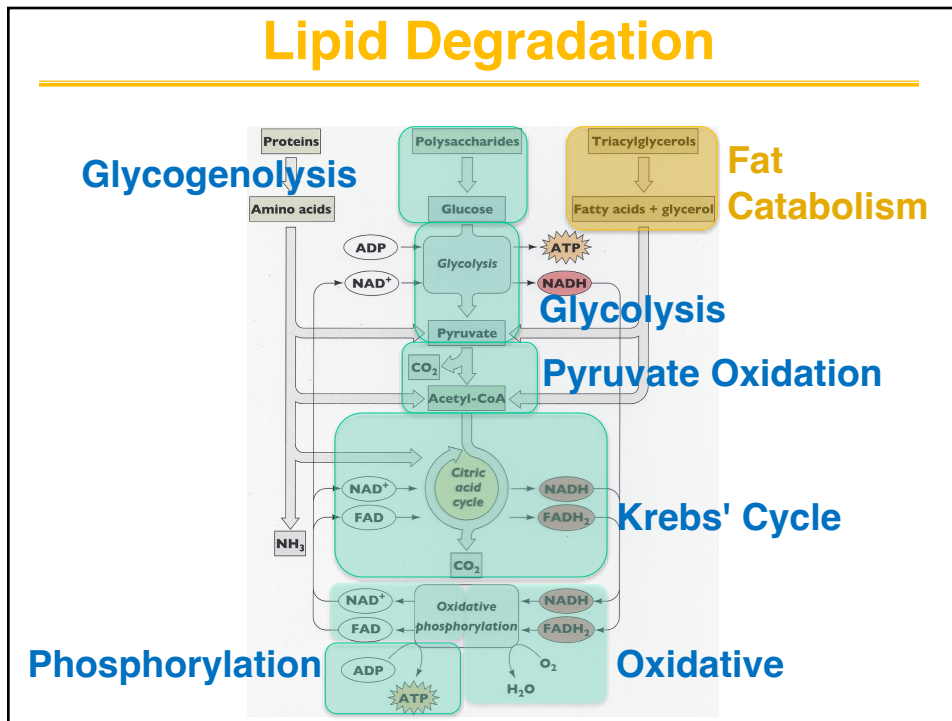 Lipid Degradation
Proteins
Polysaccharides
Triacylglycerols
Glycogenolysis
Fat
Catabolism
Amino acids
Glucose
Fatty acids + glycerol
ADP
Glycolysis
ATP
NAD⁺
NADH
Glycolysis
Pyruvate
CO₂
Pyruvate Oxidation
Acetyl-CoA
Citric
acid
cycle
NAD⁺
NADH
FAD
FADH₂
Krebs' Cycle
NH₃
CO₂
NAD⁺
Oxidative
phosphorylation
NADH
FAD
FADH₂
Phosphorylation
ADP
O₂
Oxidative
ATP
H₂O